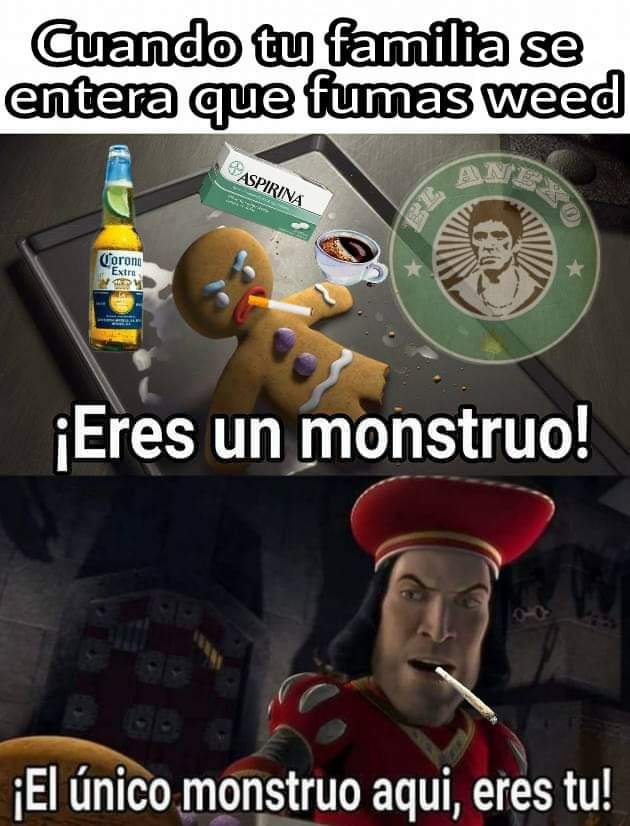 Cuando tu familia se
entera que fumas weed
ASPIRINA
EL ANEXO
Corona
Extra
¡Eres un monstruo!
¡El único monstruo aqui, eres tu!